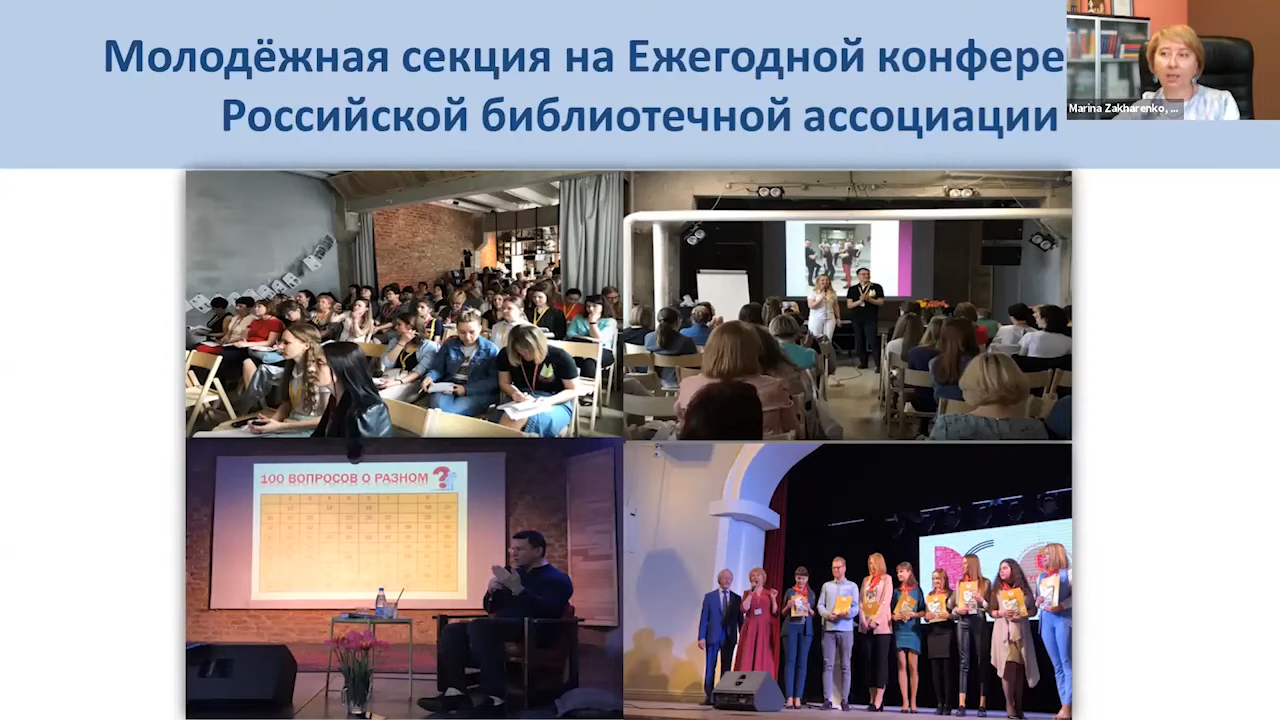 Молодёжная секция на Ежегодной конфере
Российской библиотечной ассоциации
Marina Zakharenko, ...
100 ВОПРОСОВ О РАЗНОМ ?